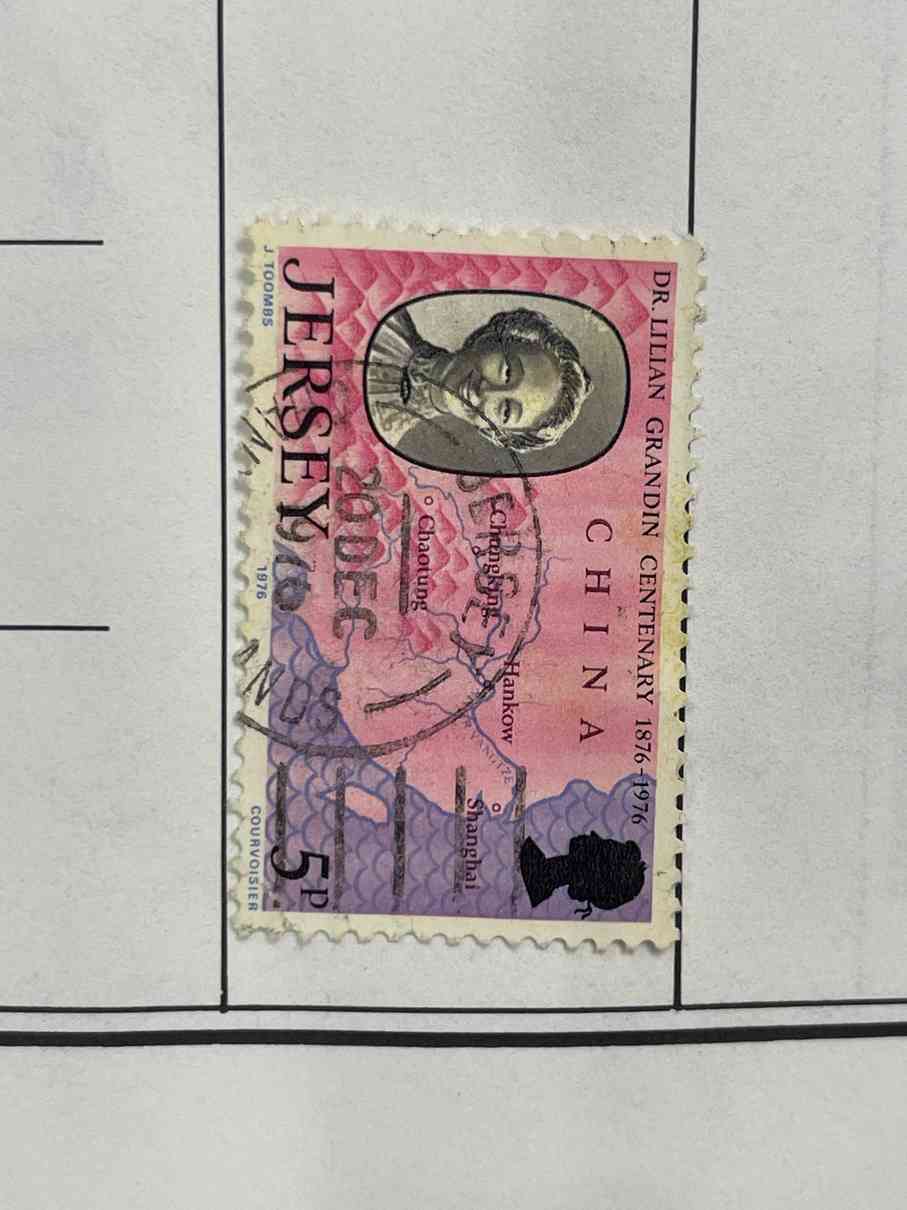 DR. LILIAN GRANDIN CENTENARY 1876-1976
CHINA
Chungking
Hankow
YANGTZE
Shanghai
Chaotung
20 DEC
1976
JERSEY
5p
J. TOOMBS
1976
COURVOISIER